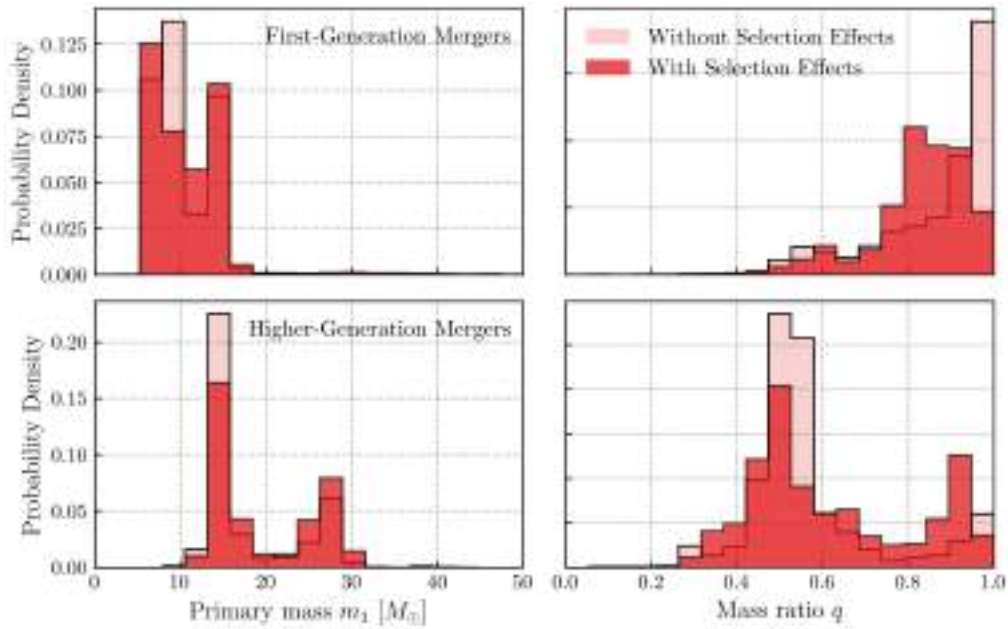 Probability Density
0.125
0.100
0.075
0.050
0.025
0.000
First-Generation Mergers
Without Selection Effects
With Selection Effects
Probability Density
0.20
0.15
0.10
0.05
0.00
Higher-Generation Mergers
0 10 20 30 40 50
Primary mass m₁ [M⊙]
0.0 0.2 0.4 0.6 0.8 1.0
Mass ratio q